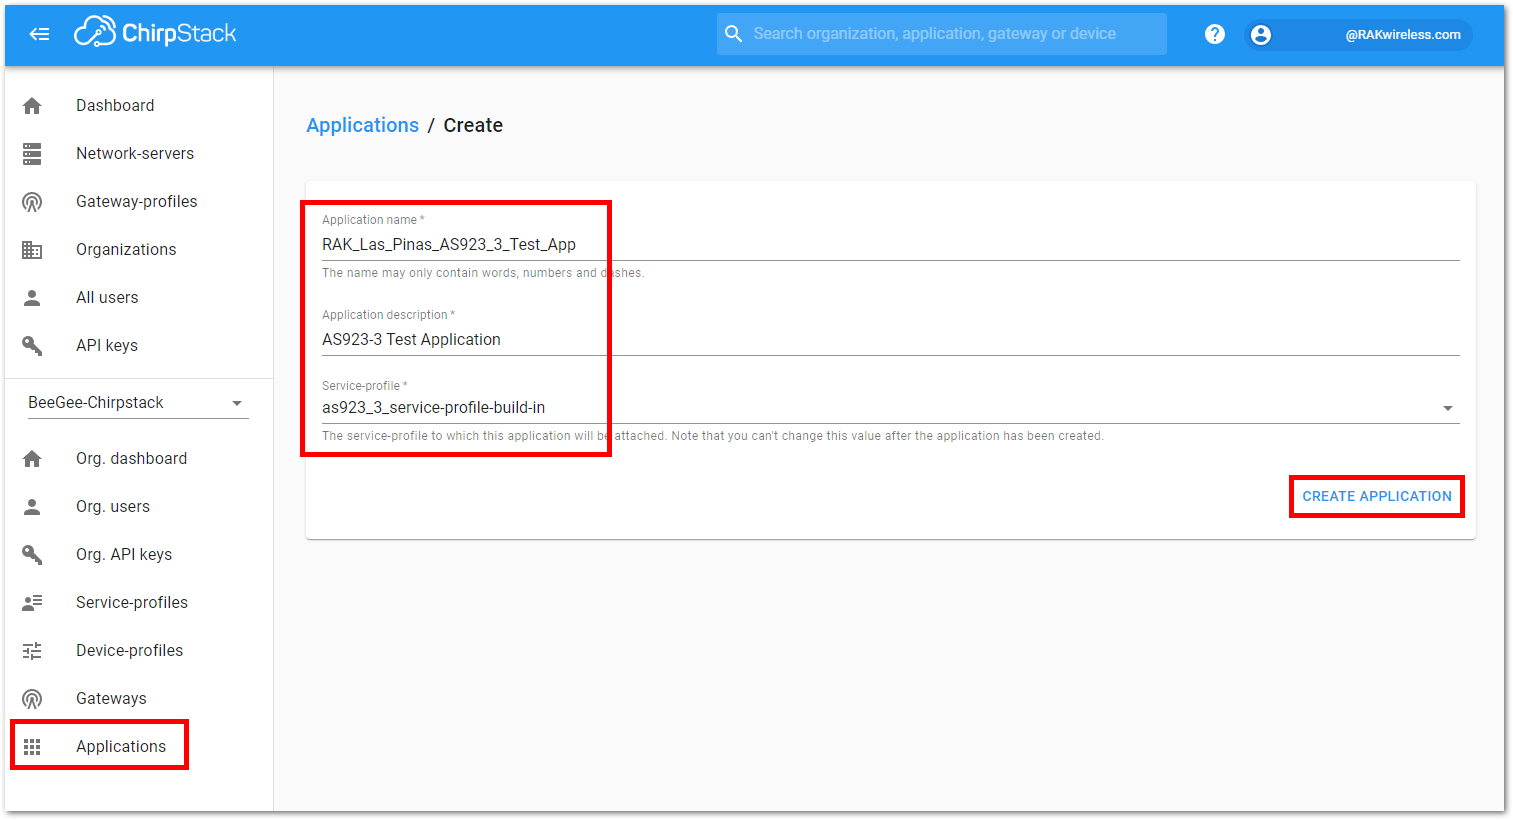 ChirpStack
Search organization, application, gateway or device
?
@RAKwireless.com
Dashboard
Network-servers
Gateway-profiles
Organizations
All users
API keys
BeeGee-Chirpstack
Org. dashboard
Org. users
Org. API keys
Service-profiles
Device-profiles
Gateways
Applications
Applications / Create
Application name *
RAK_Las_Pinas_AS923_3_Test_App
The name may only contain words, numbers and dashes.
Application description *
AS923-3 Test Application
Service-profile *
as923_3_service-profile-build-in
The service-profile to which this application will be attached. Note that you can't change this value after the application has been created.
CREATE APPLICATION